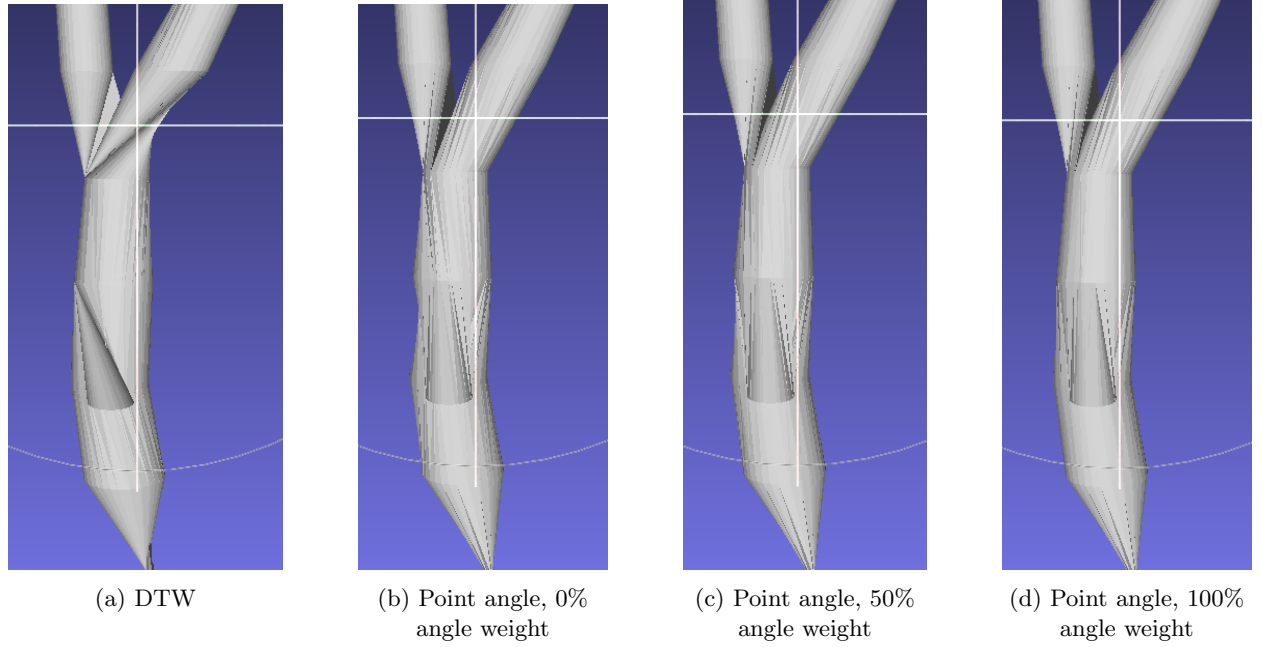 (a) DTW
(b) Point angle, 0%
angle weight
(c) Point angle, 50%
angle weight
(d) Point angle, 100%
angle weight